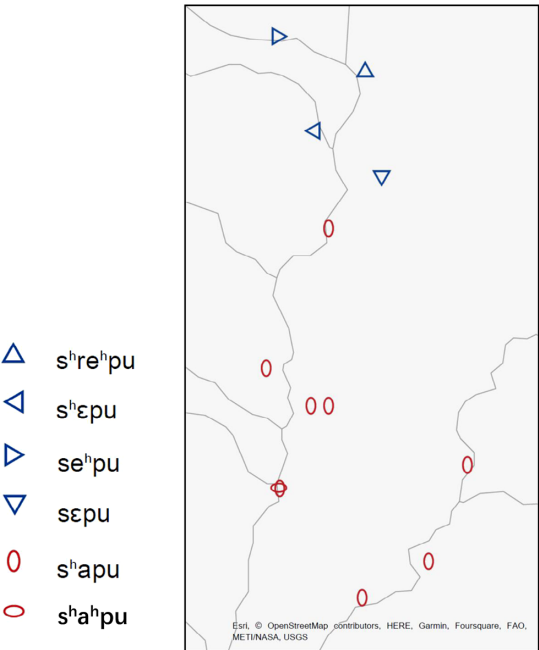 sʰreʰpu
sʰɛpu
seʰpu
sɛpu
sʰapu
sʰaʰpu
Esri, © OpenStreetMap contributors, HERE, Garmin, Foursquare, FAO,
METI/NASA, USGS